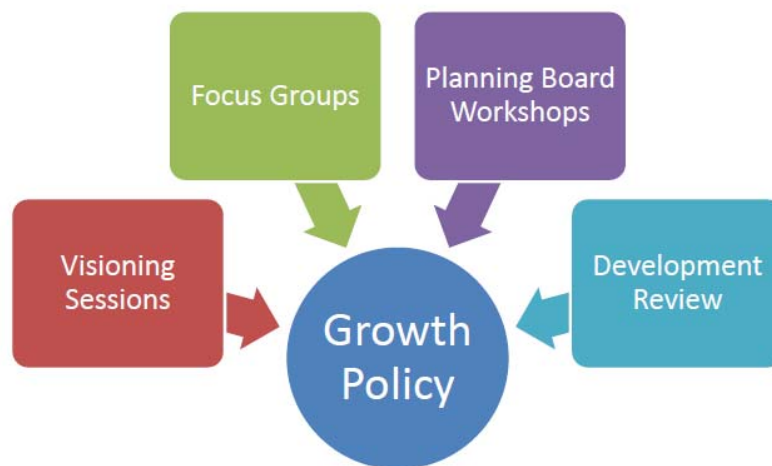 Focus Groups
Planning Board
Workshops
Visioning
Sessions
Development
Review
Growth
Policy